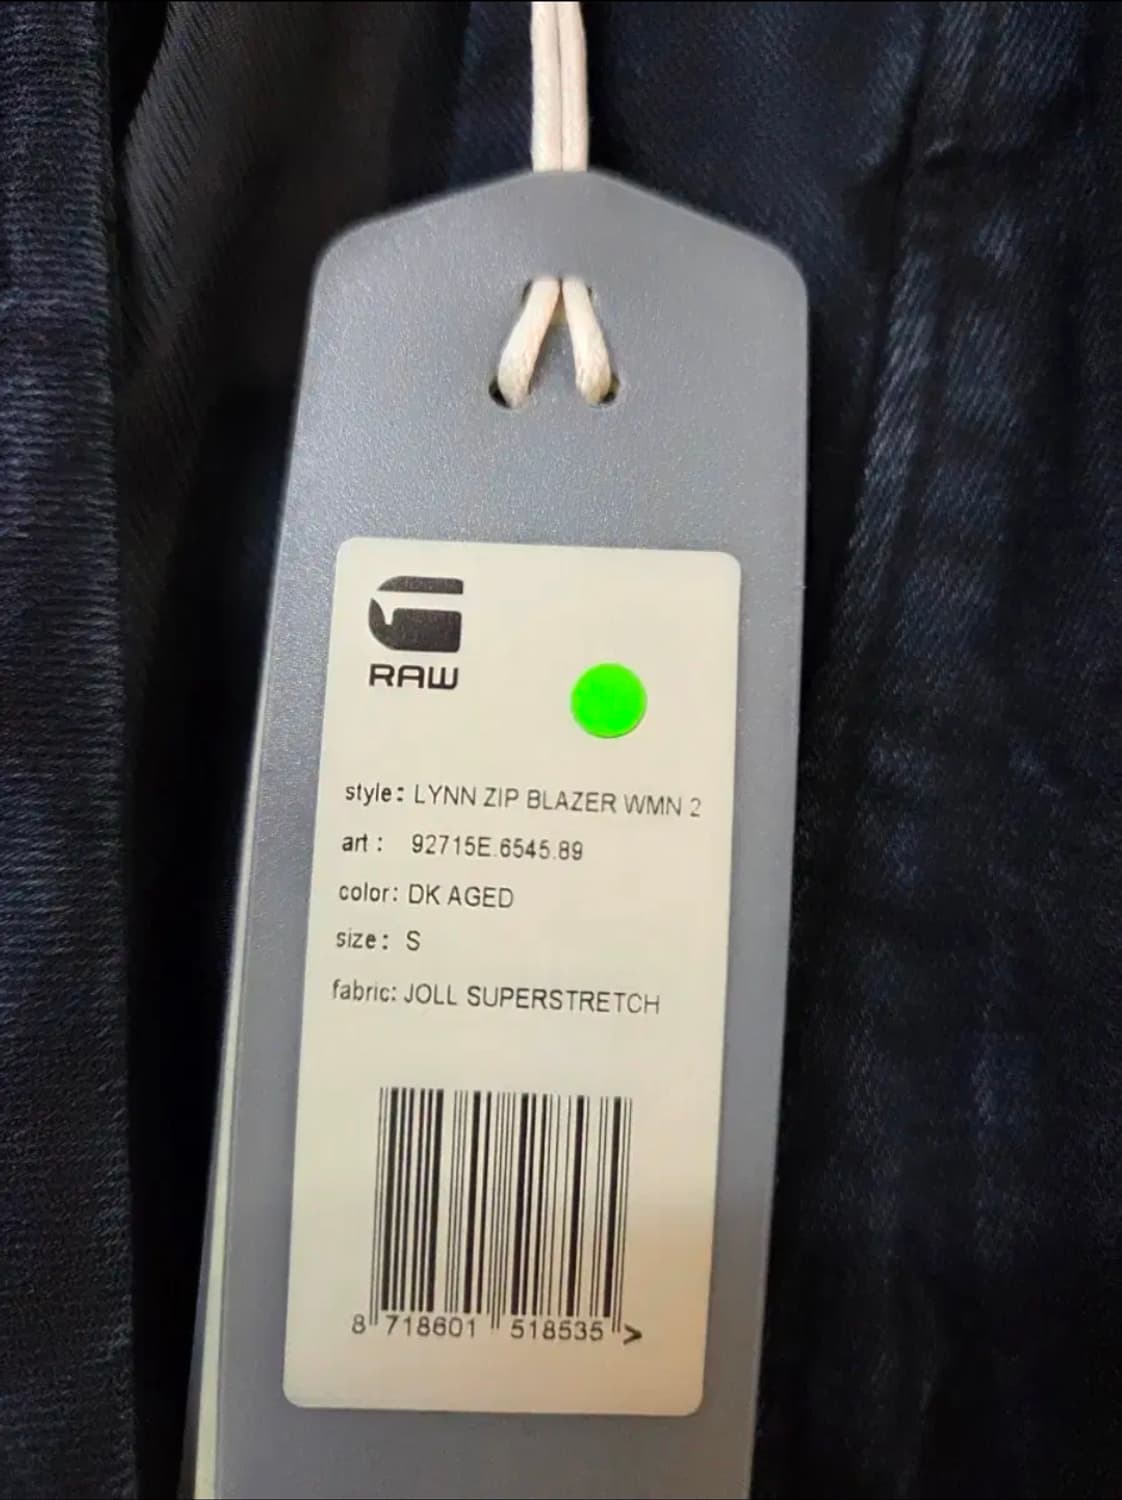 RAW
style: LYNN ZIP BLAZER WMN 2
art: 92715E.6545.89
color: DK AGED
size: S
fabric: JOLL SUPERSTRETCH
8 718601 518535 >